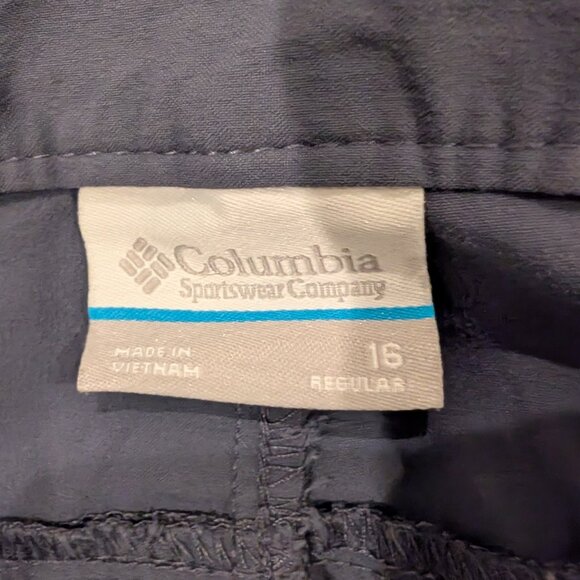 Columbia
Sportswear Company
MADE IN
VIETNAM
16
REGULAR